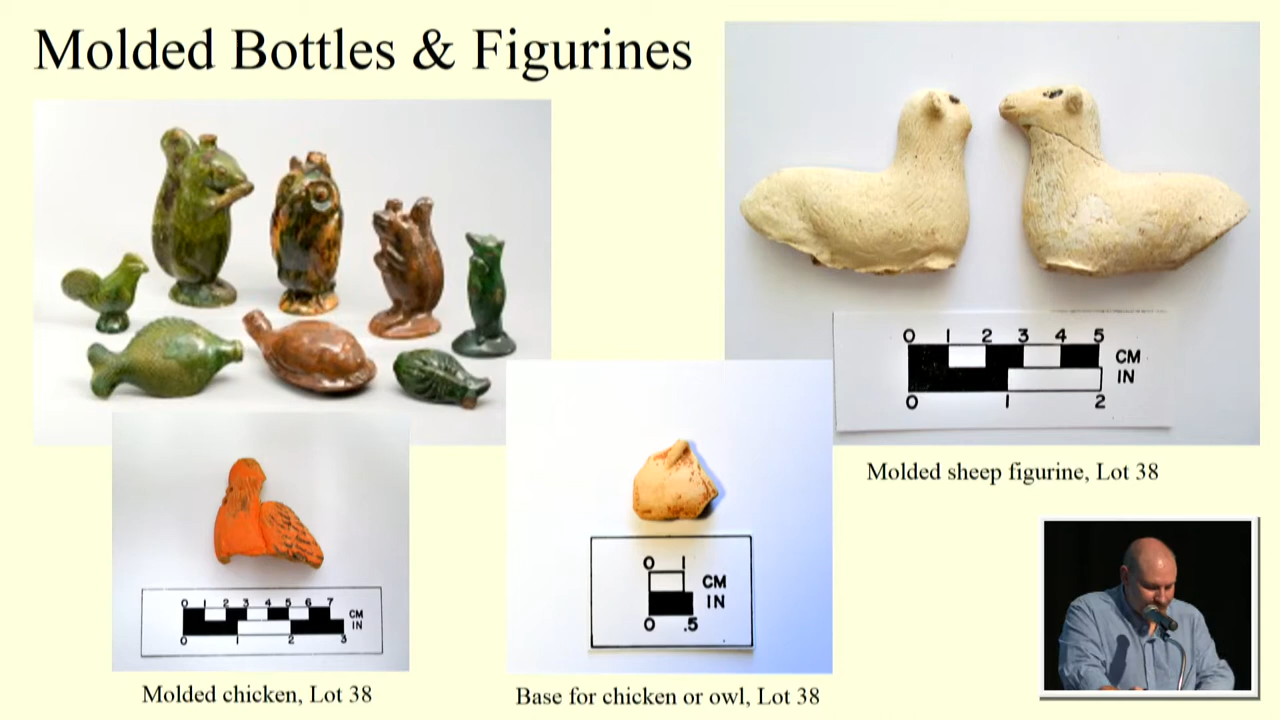 Molded Bottles & Figurines
0 1 2 3 4 5
CM
IN
0 1 2
Molded sheep figurine, Lot 38
0 1 2 3 4 5 6 7
CM
IN
0 1 2 3
Molded chicken, Lot 38
0 1
CM
IN
0 .5
Base for chicken or owl, Lot 38